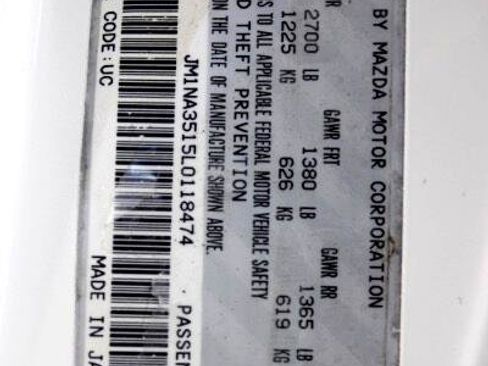 BY MAZDA MOTOR CORPORATION
GAWR FRT GAWR RR
2700 LB 1380 LB 1365 LB
1225 KG 626 KG 619 KG
TO ALL APPLICABLE FEDERAL MOTOR VEHICLE SAFETY
THEFT PREVENTION
ON THE DATE OF MANUFACTURE SHOWN ABOVE.
JM1NA3515L0118474 · PASSEN
CODE:UC MADE IN JA